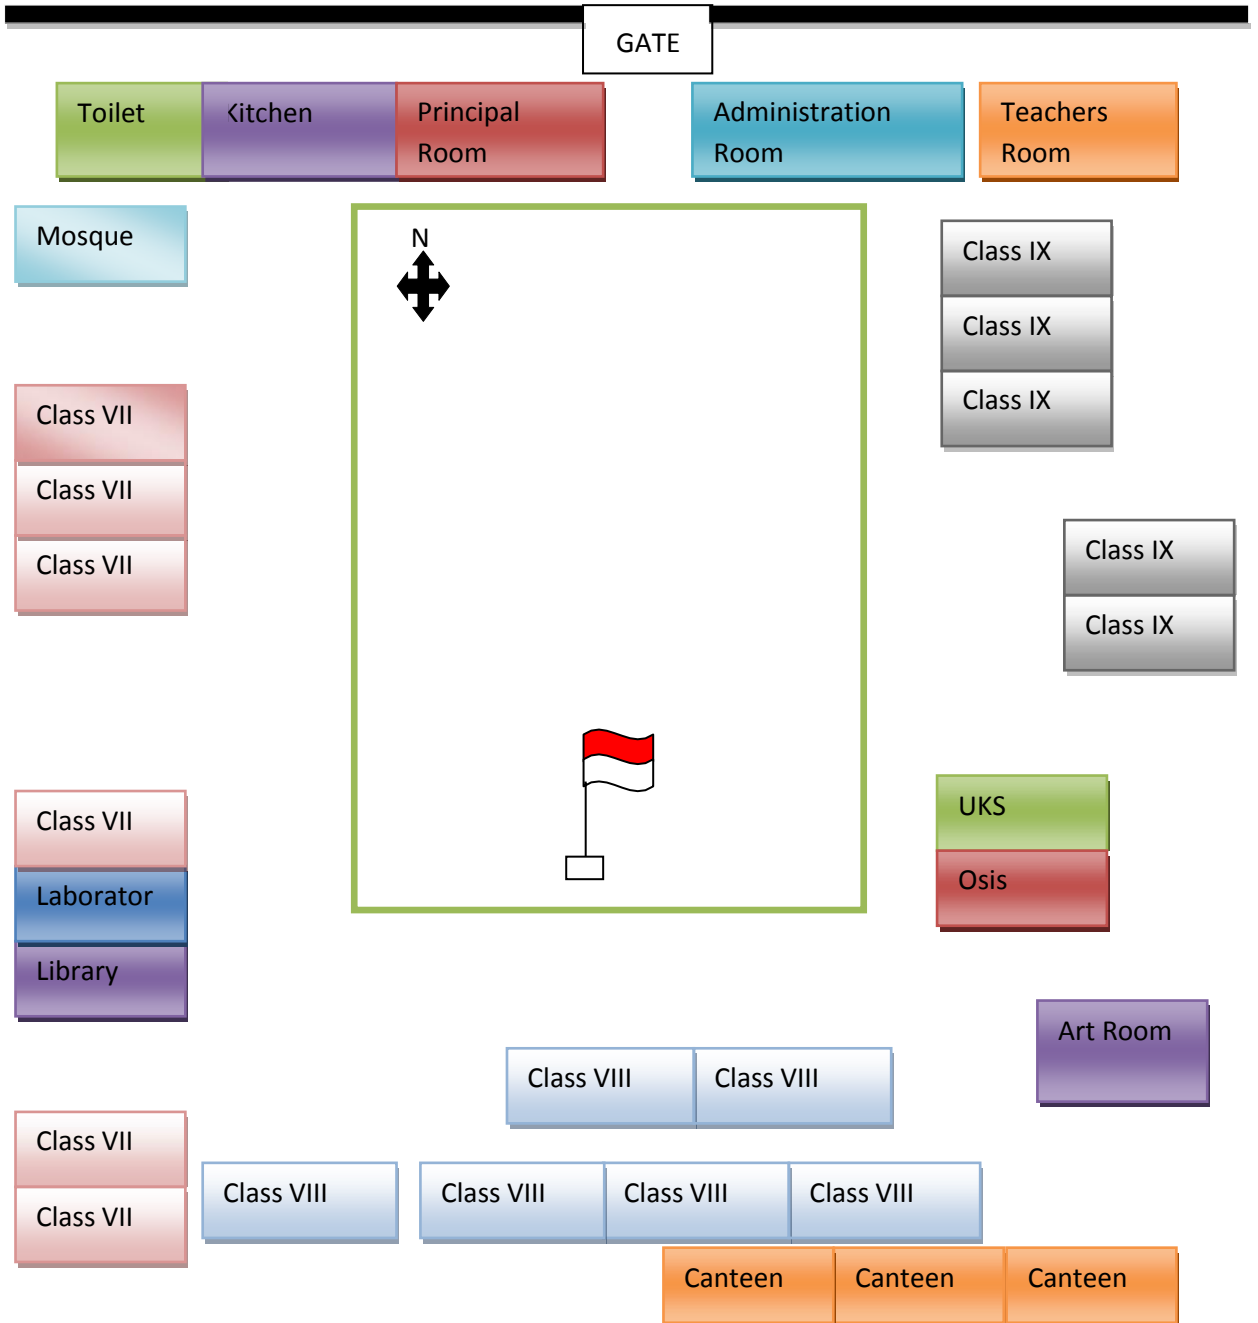 GATE
Toilet
Kitchen
Principal
Room
Administration
Room
Teachers
Room
Mosque
N
Class IX
Class IX
Class IX
Class VII
Class VII
Class VII
Class IX
Class IX
Class VII
Laborator
Library
UKS
Osis
Art Room
Class VIII
Class VIII
Class VII
Class VII
Class VIII
Class VIII
Class VIII
Class VIII
Canteen
Canteen
Canteen